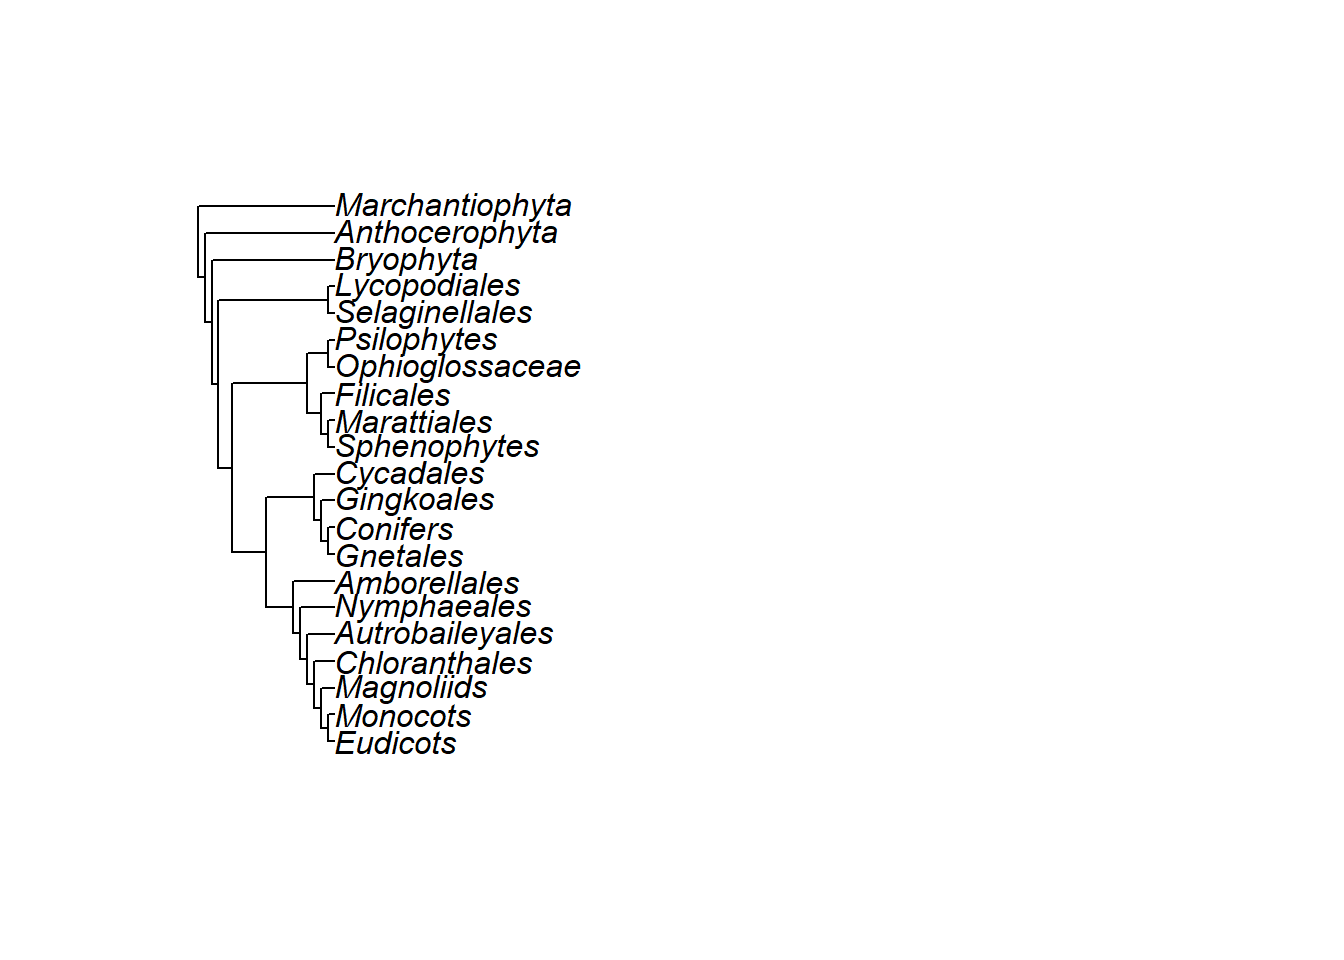 Marchantiophyta
Anthocerophyta
Bryophyta
Lycopodiales
Selaginellales
Psilophytes
Ophioglossaceae
Filicales
Marattiales
Sphenophytes
Cycadales
Gingkoales
Conifers
Gnetales
Amborellales
Nymphaeales
Autrobaileyales
Chloranthales
Magnoliids
Monocots
Eudicots